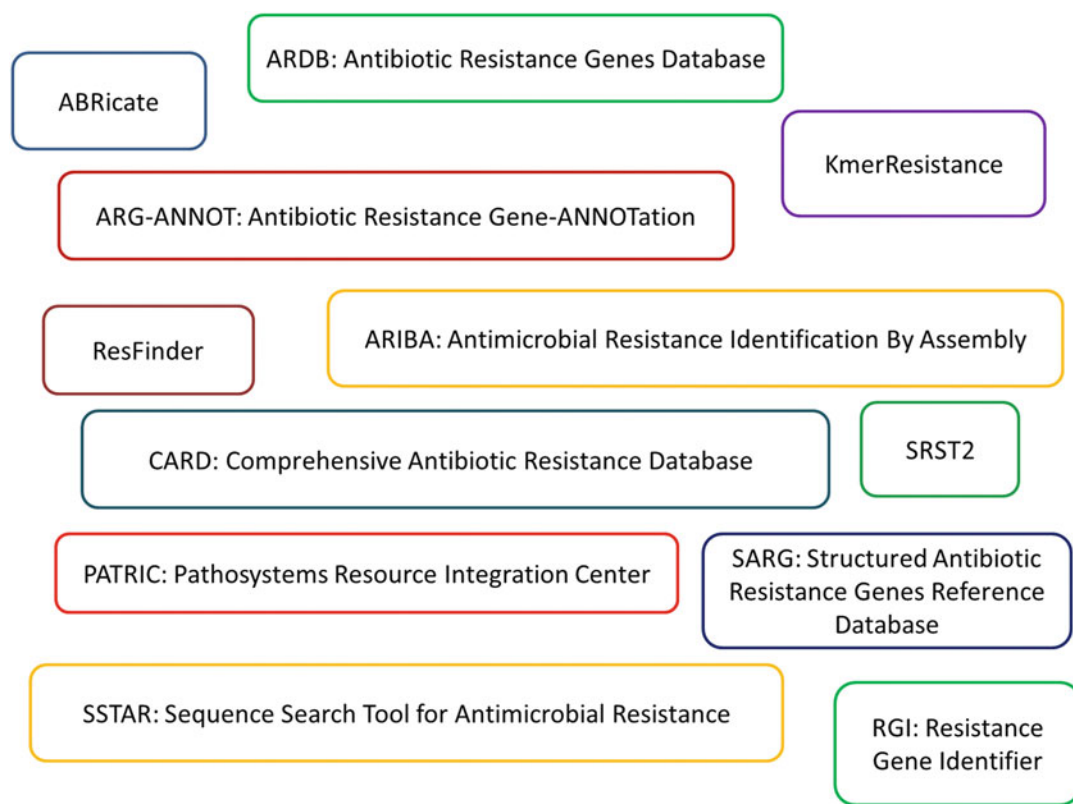 ARDB: Antibiotic Resistance Genes Database
ABRicate
KmerResistance
ARG-ANNOT: Antibiotic Resistance Gene-ANNOTation
ResFinder
ARIBA: Antimicrobial Resistance Identification By Assembly
CARD: Comprehensive Antibiotic Resistance Database
SRST2
PATRIC: Pathosystems Resource Integration Center
SARG: Structured Antibiotic
Resistance Genes Reference
Database
SSTAR: Sequence Search Tool for Antimicrobial Resistance
RGI: Resistance
Gene Identifier